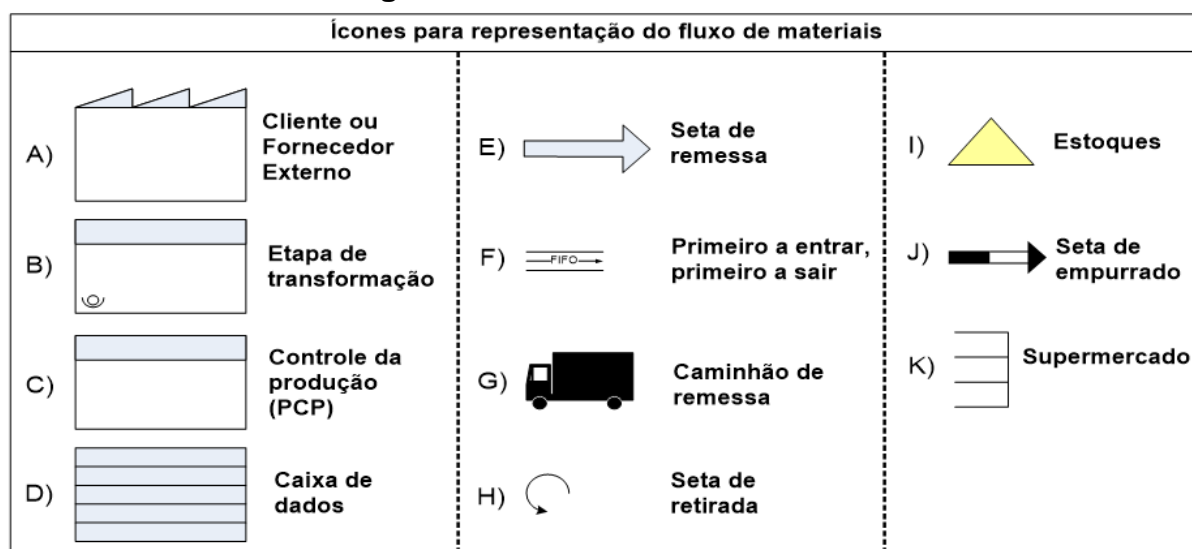 Ícones para representação do fluxo de materiais
A)
Cliente ou
Fornecedor
Externo
B)
Etapa de
transformação
C)
Controle da
produção
(PCP)
D)
Caixa de
dados
E)
Seta de
remessa
F)
FIFO
Primeiro a entrar,
primeiro a sair
G)
Caminhão de
remessa
H)
Seta de
retirada
I)
Estoques
J)
Seta de
empurrado
K)
Supermercado